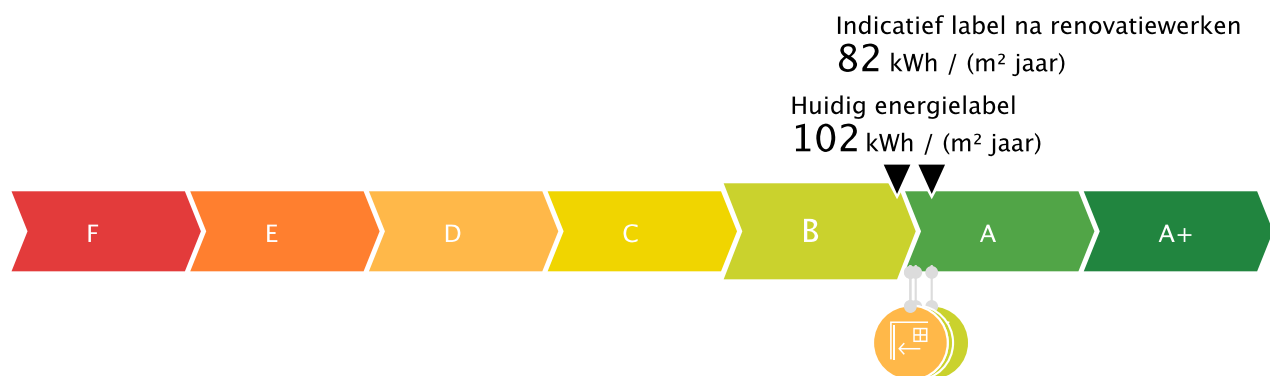 Indicatief label na renovatiewerken
82 kWh / (m² jaar)
Huidig energielabel
102 kWh / (m² jaar)
F E D C B A A+